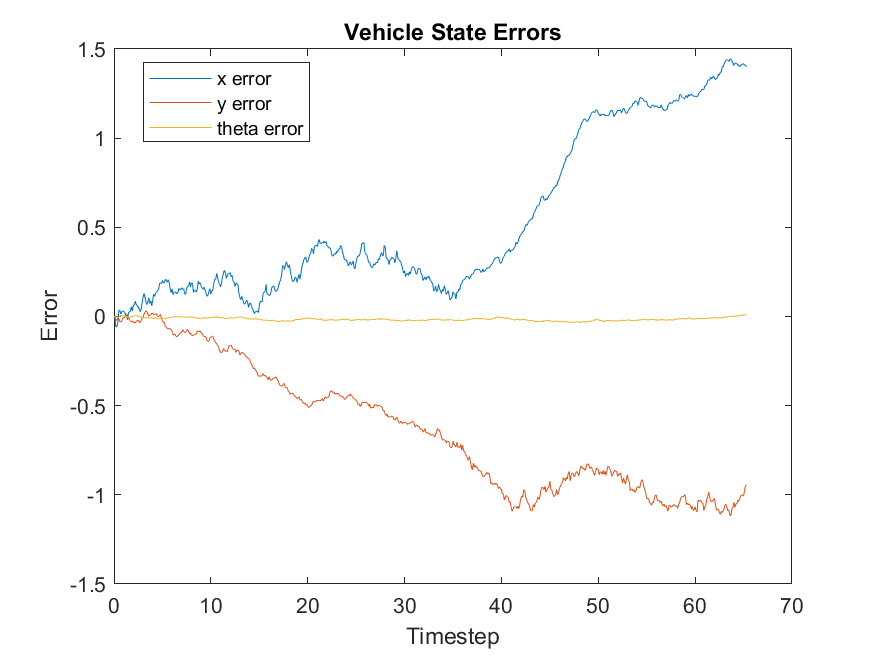 Vehicle State Errors
1.5
x error
y error
theta error
1
0.5
0
-0.5
-1
-1.5
Error
0 10 20 30 40 50 60 70
Timestep